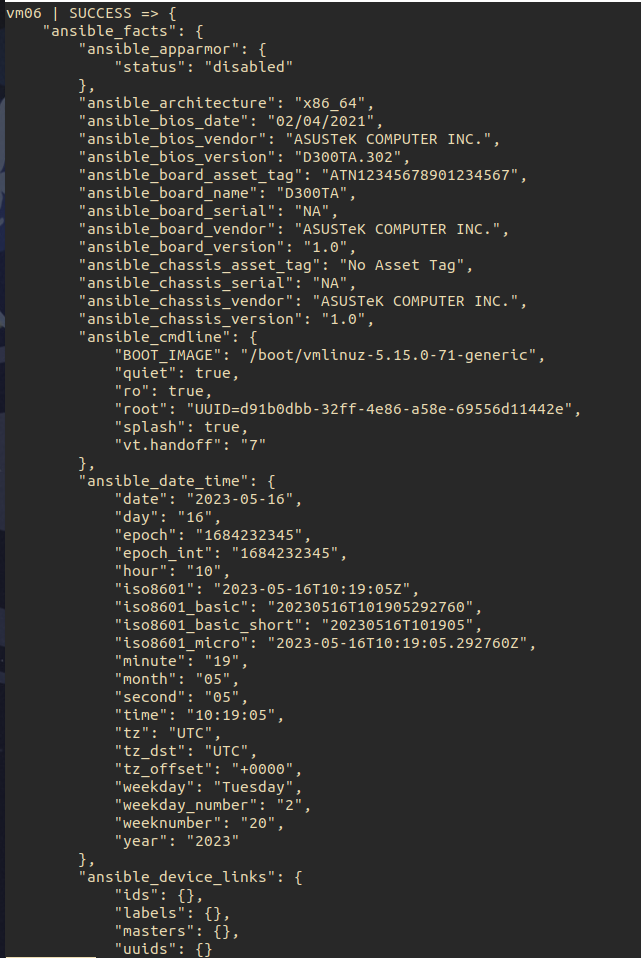 vm06 | SUCCESS => {
    "ansible_facts": {
        "ansible_apparmor": {
            "status": "disabled"
        },
        "ansible_architecture": "x86_64",
        "ansible_bios_date": "02/04/2021",
        "ansible_bios_vendor": "ASUSTeK COMPUTER INC.",
        "ansible_bios_version": "D300TA.302",
        "ansible_board_asset_tag": "ATN12345678901234567",
        "ansible_board_name": "D300TA",
        "ansible_board_serial": "NA",
        "ansible_board_vendor": "ASUSTeK COMPUTER INC.",
        "ansible_board_version": "1.0",
        "ansible_chassis_asset_tag": "No Asset Tag",
        "ansible_chassis_serial": "NA",
        "ansible_chassis_vendor": "ASUSTeK COMPUTER INC.",
        "ansible_chassis_version": "1.0",
        "ansible_cmdline": {
            "BOOT_IMAGE": "/boot/vmlinuz-5.15.0-71-generic",
            "quiet": true,
            "ro": true,
            "root": "UUID=d91b0dbb-32ff-4e86-a58e-69556d11442e",
            "splash": true,
            "vt.handoff": "7"
        },
        "ansible_date_time": {
            "date": "2023-05-16",
            "day": "16",
            "epoch": "1684232345",
            "epoch_int": "1684232345",
            "hour": "10",
            "iso8601": "2023-05-16T10:19:05Z",
            "iso8601_basic": "20230516T101905292760",
            "iso8601_basic_short": "20230516T101905",
            "iso8601_micro": "2023-05-16T10:19:05.292760Z",
            "minute": "19",
            "month": "05",
            "second": "05",
            "time": "10:19:05",
            "tz": "UTC",
            "tz_dst": "UTC",
            "tz_offset": "+0000",
            "weekday": "Tuesday",
            "weekday_number": "2",
            "weeknumber": "20",
            "year": "2023"
        },
        "ansible_device_links": {
            "ids": {},
            "labels": {},
            "masters": {},
            "uuids": {}